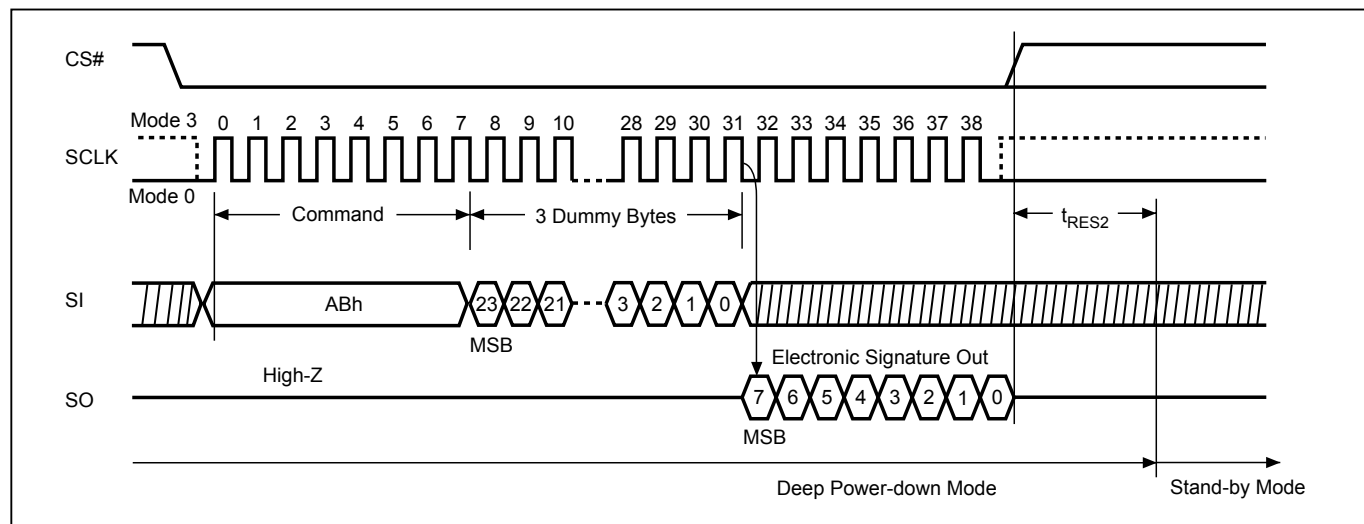 CS#
Mode 3
0 1 2 3 4 5 6 7 8 9 10 28 29 30 31 32 33 34 35 36 37 38
SCLK
Mode 0
Command
3 Dummy Bytes
tRES2
SI
ABh
23 22 21 3 2 1 0
MSB
Electronic Signature Out
High-Z
SO
7 6 5 4 3 2 1 0
MSB
Deep Power-down Mode
Stand-by Mode